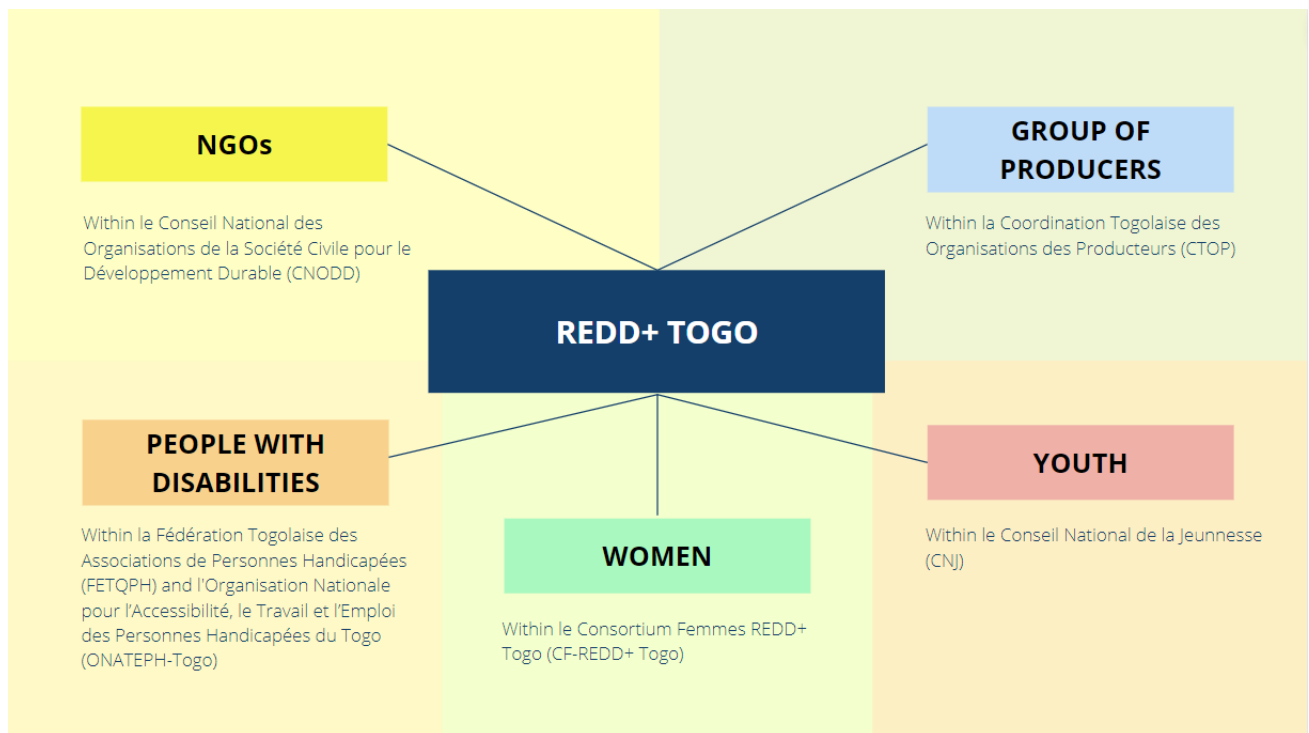 NGOs
Within le Conseil National des
Organisations de la Société Civile pour le
Développement Durable (CNODD)
GROUP OF
PRODUCERS
Within la Coordination Togolaise des
Organisations des Producteurs (CTOP)
REDD+ TOGO
PEOPLE WITH
DISABILITIES
Within la Fédération Togolaise des
Associations de Personnes Handicapées
(FETQPH) and l'Organisation Nationale
pour l’Accessibilité, le Travail et l’Emploi
des Personnes Handicapées du Togo
(ONATEPH-Togo)
WOMEN
Within le Consortium Femmes REDD+
Togo (CF-REDD+ Togo)
YOUTH
Within le Conseil National de la Jeunnesse
(CNJ)